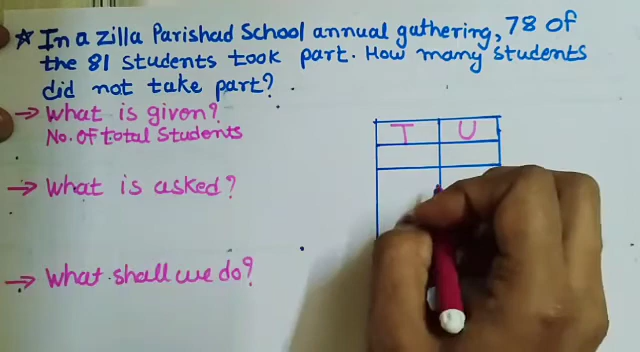 * In a zilla Parishad School annual gathering, 78 of
the 81 students took part. How many students
did not take part?
→ What is given?
No. of total students
T U
→ What is asked?
→ What shall we do?